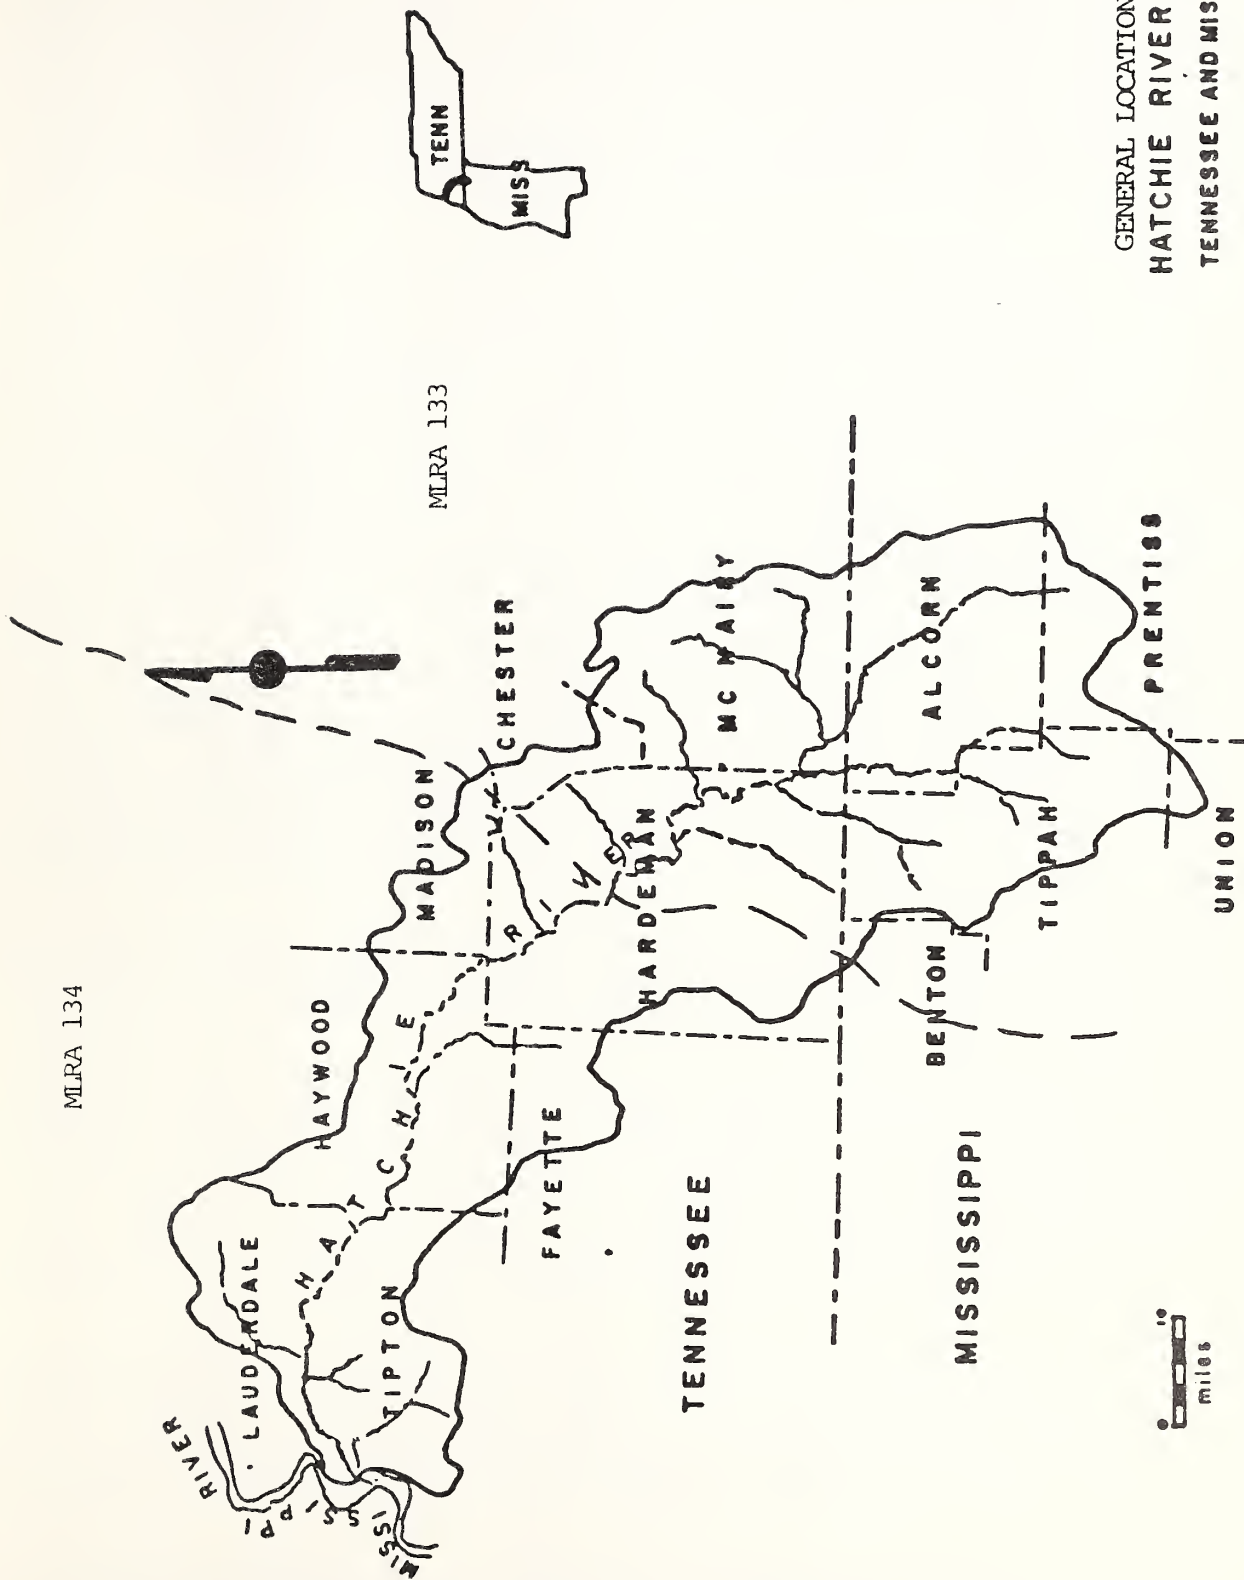 MLRA 134
MLRA 133
TENN
MISS
MISSISSIPPI
RIVER
LAUDERDALE
HAYWOOD
MADISON
CHESTER
TIPTON
HATCHIE
RIVER
FAYETTE
HARDEMAN
MC NAIRY
TENNESSEE
MISSISSIPPI
BENTON
TIPPAH
ALCORN
PRENTISS
UNION
0 10
miles
GENERAL LOCATION
HATCHIE RIVER
TENNESSEE AND MIS